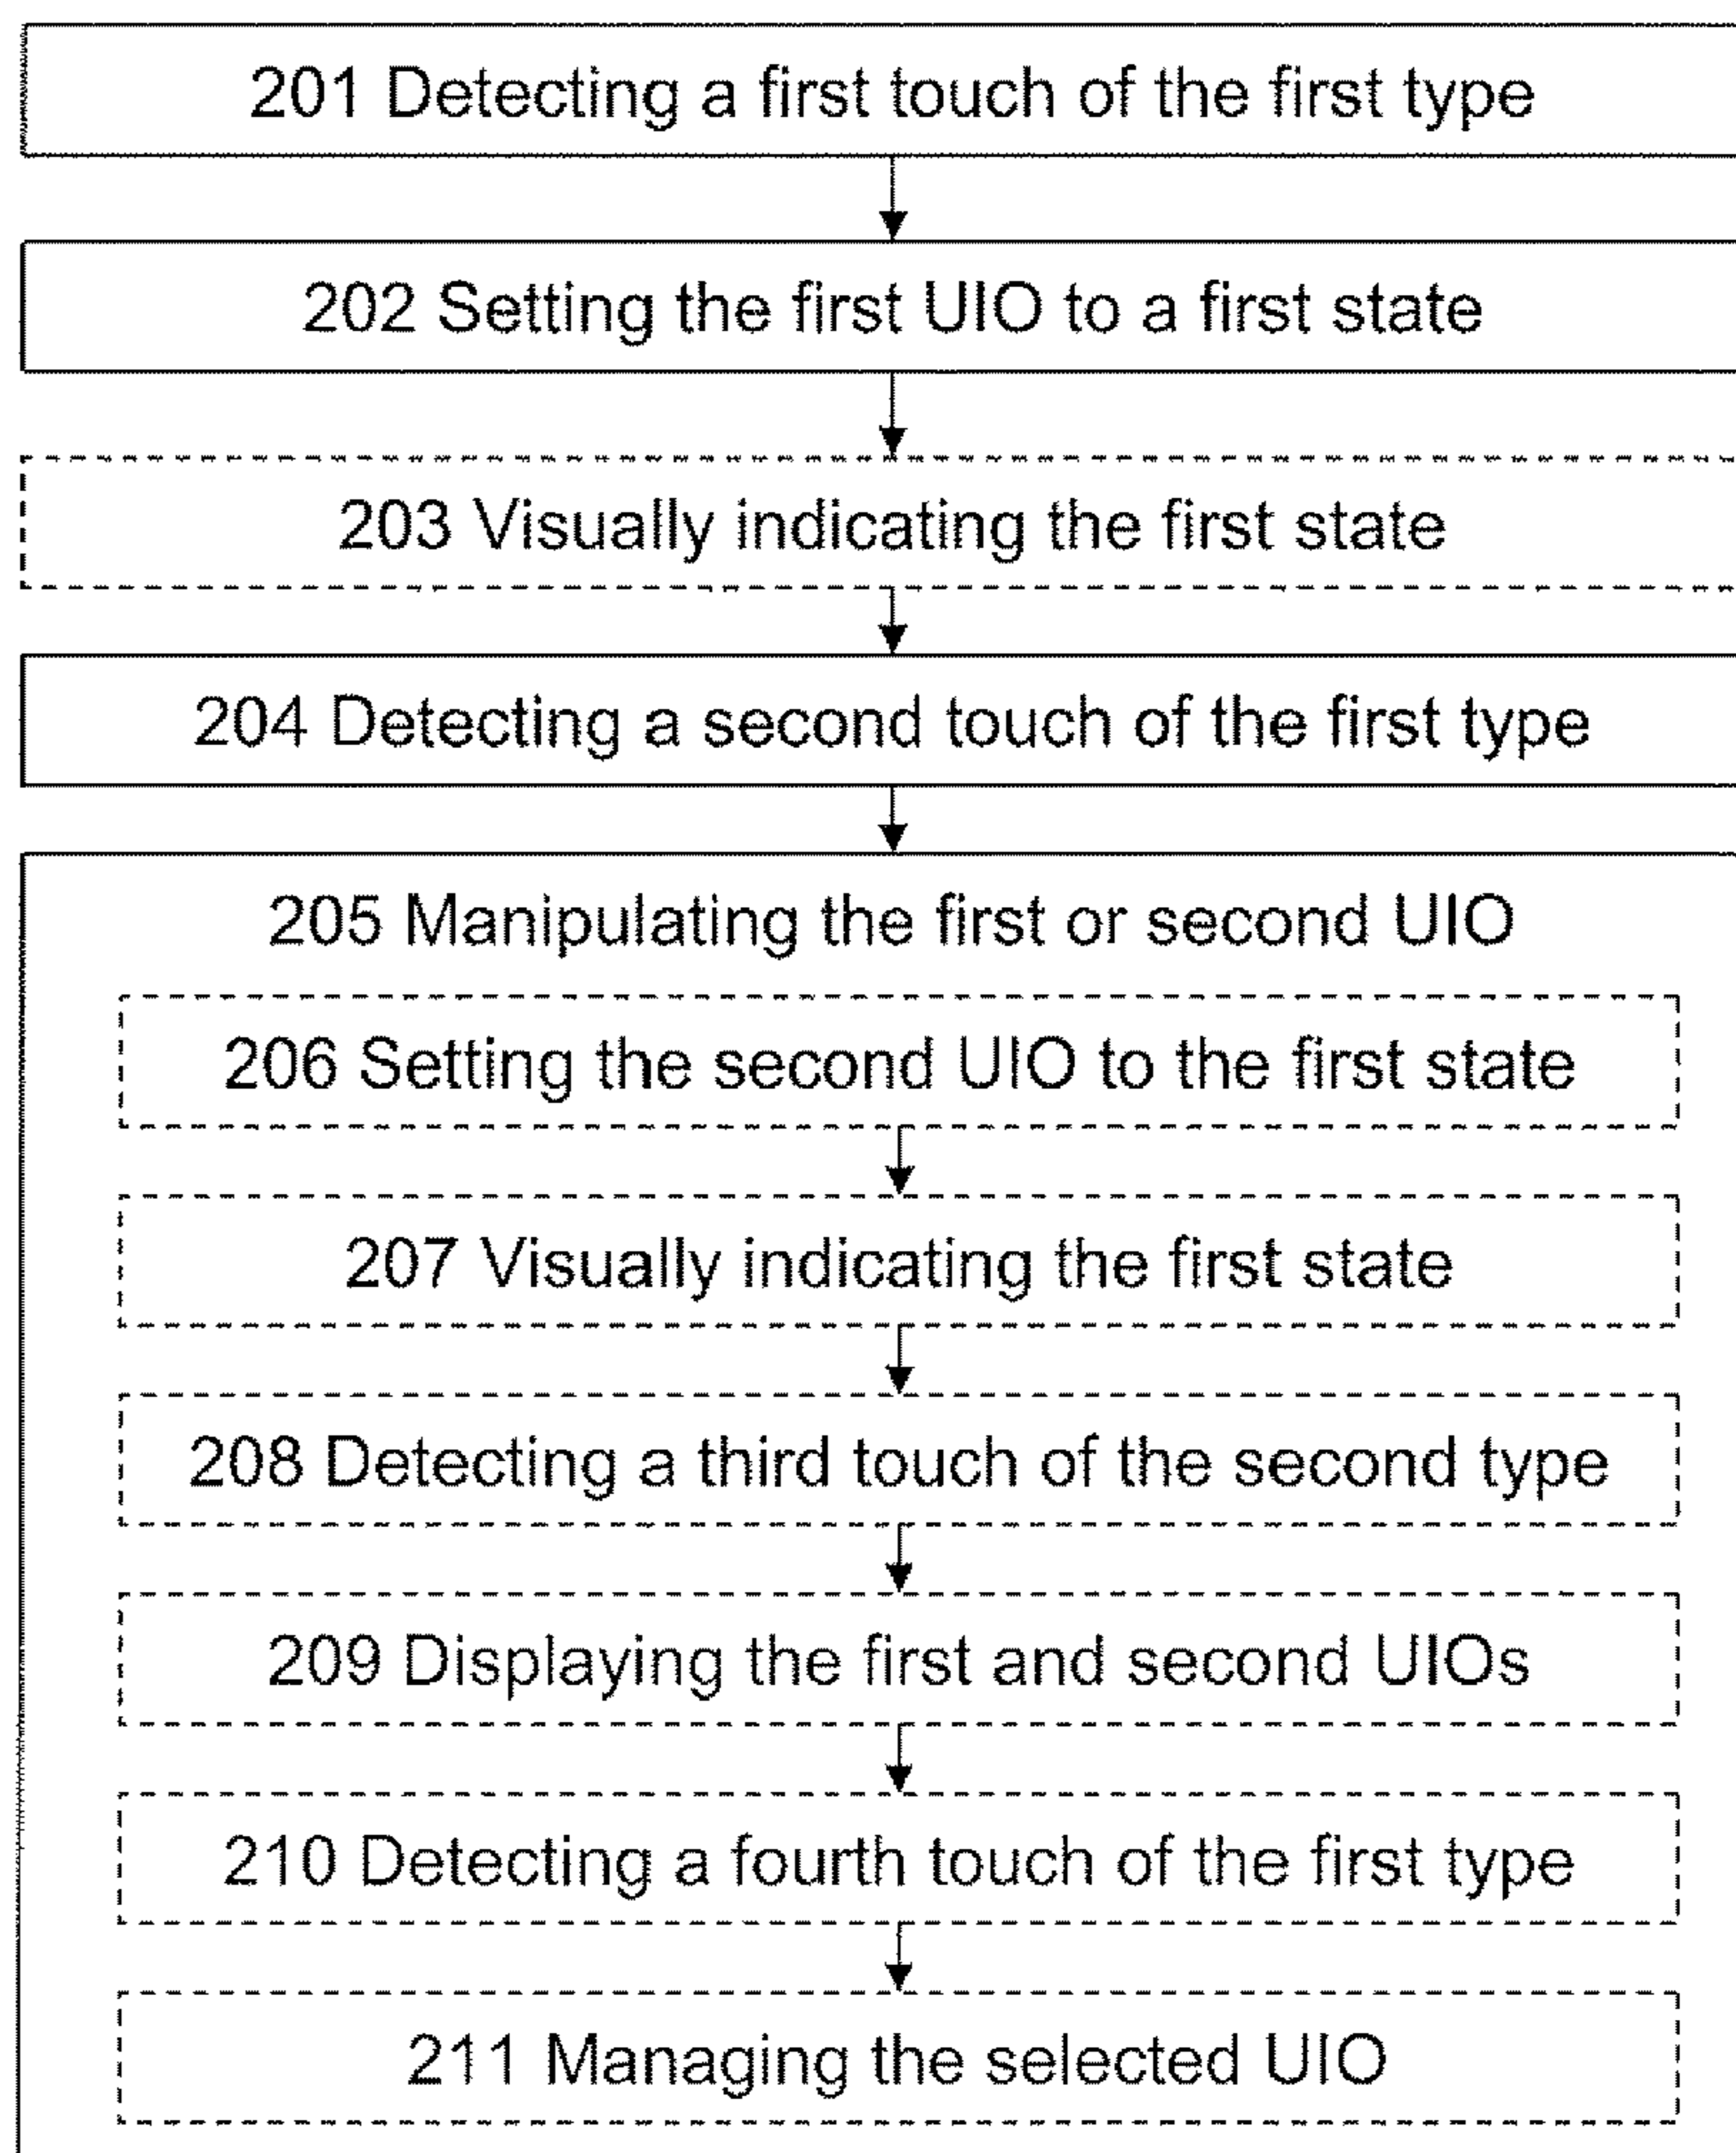 201 Detecting a first touch of the first type
202 Setting the first UIO to a first state
203 Visually indicating the first state
204 Detecting a second touch of the first type
205 Manipulating the first or second UIO
206 Setting the second UIO to the first state
207 Visually indicating the first state
208 Detecting a third touch of the second type
209 Displaying the first and second UIOs
210 Detecting a fourth touch of the first type
211 Managing the selected UIO